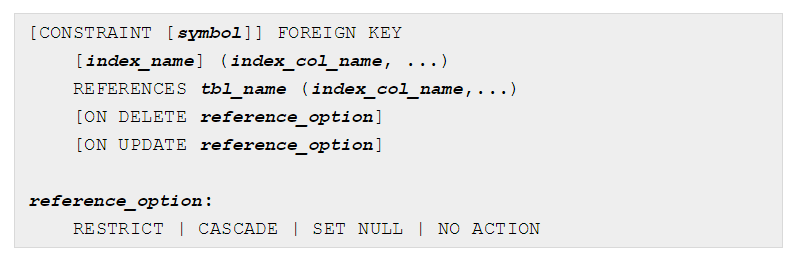 [CONSTRAINT [symbol]] FOREIGN KEY
[index_name] (index_col_name, ...)
REFERENCES tbl_name (index_col_name,...)
[ON DELETE reference_option]
[ON UPDATE reference_option]
reference_option:
RESTRICT | CASCADE | SET NULL | NO ACTION